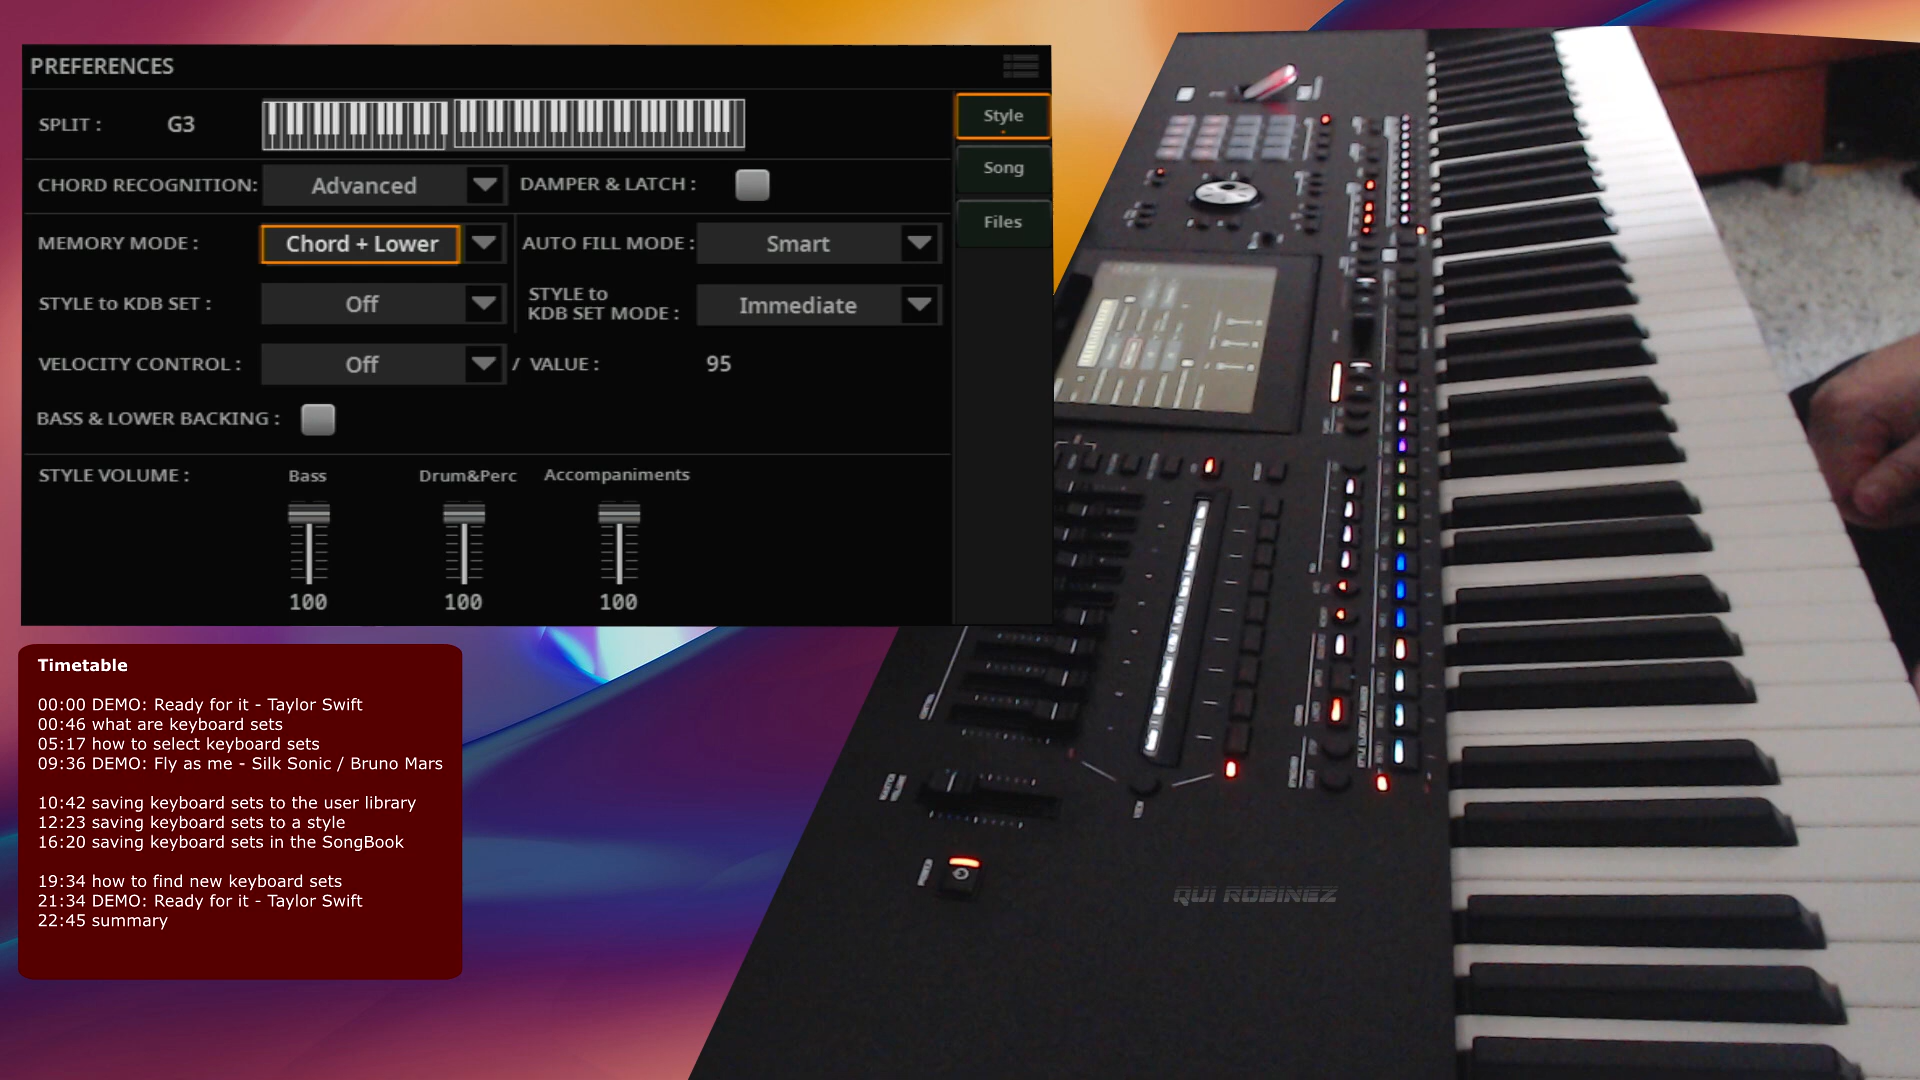 PREFERENCES
SPLIT : G3
CHORD RECOGNITION: Advanced DAMPER & LATCH :
MEMORY MODE : Chord + Lower AUTO FILL MODE : Smart
STYLE to KDB SET : Off STYLE to KDB SET MODE : Immediate
VELOCITY CONTROL : Off / VALUE : 95
BASS & LOWER BACKING :
STYLE VOLUME : Bass Drum&Perc Accompaniments
100 100 100
Style
Song
Files
Timetable
00:00 DEMO: Ready for it - Taylor Swift
00:46 what are keyboard sets
05:17 how to select keyboard sets
09:36 DEMO: Fly as me - Silk Sonic / Bruno Mars
10:42 saving keyboard sets to the user library
12:23 saving keyboard sets to a style
16:20 saving keyboard sets in the SongBook
19:34 how to find new keyboard sets
21:34 DEMO: Ready for it - Taylor Swift
22:45 summary
QUI ROBINEZ